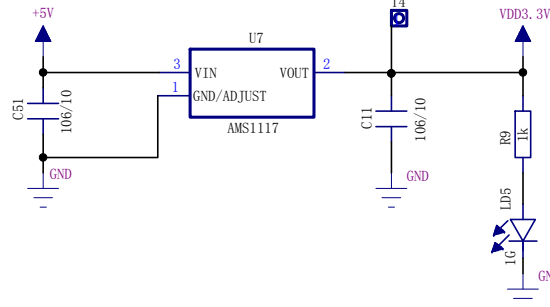 T4
+5V
VDD3.3V
U7
3
VIN
VOUT
2
1
GND/ADJUST
AMS1117
C51
106/10
C11
106/10
R9
1k
GND
GND
LD5
1G